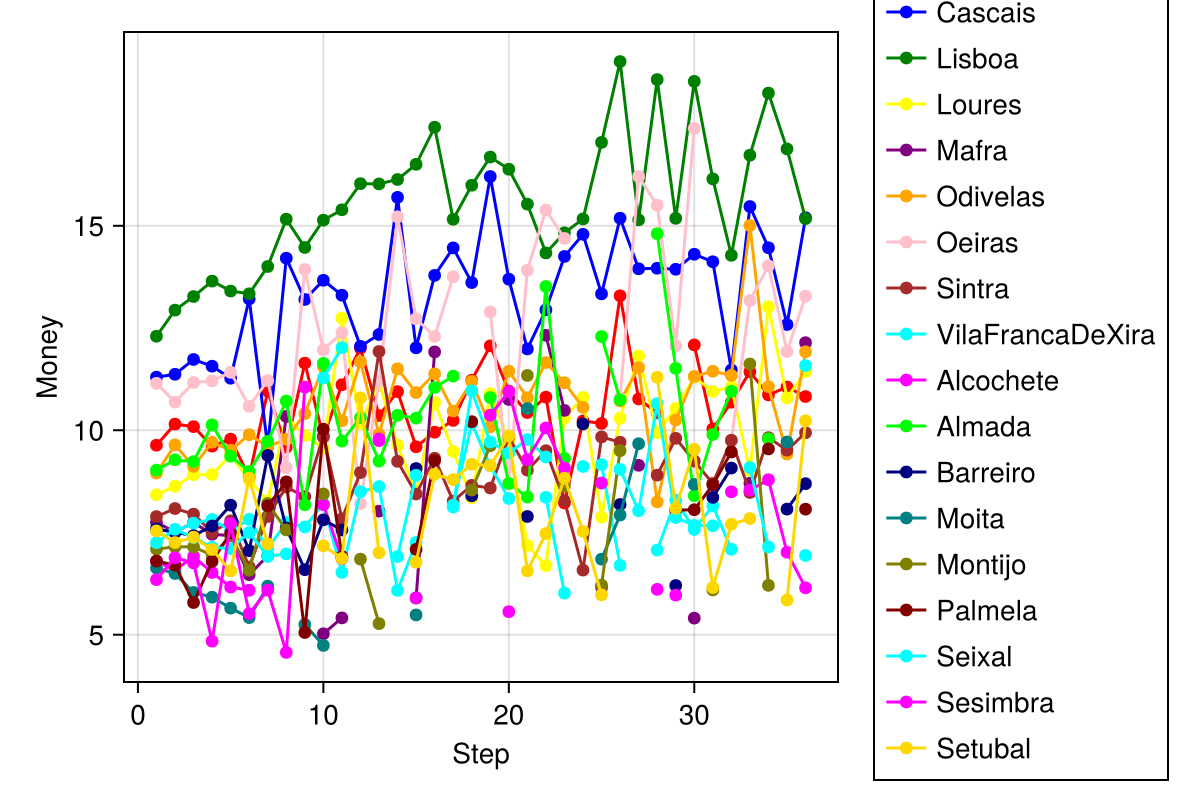 Cascais
Lisboa
Loures
Mafra
Odivelas
Oeiras
Sintra
VilaFrancaDeXira
Alcochete
Almada
Barreiro
Moita
Montijo
Palmela
Seixal
Sesimbra
Setubal
Money
15
10
5
0 10 20 30
Step